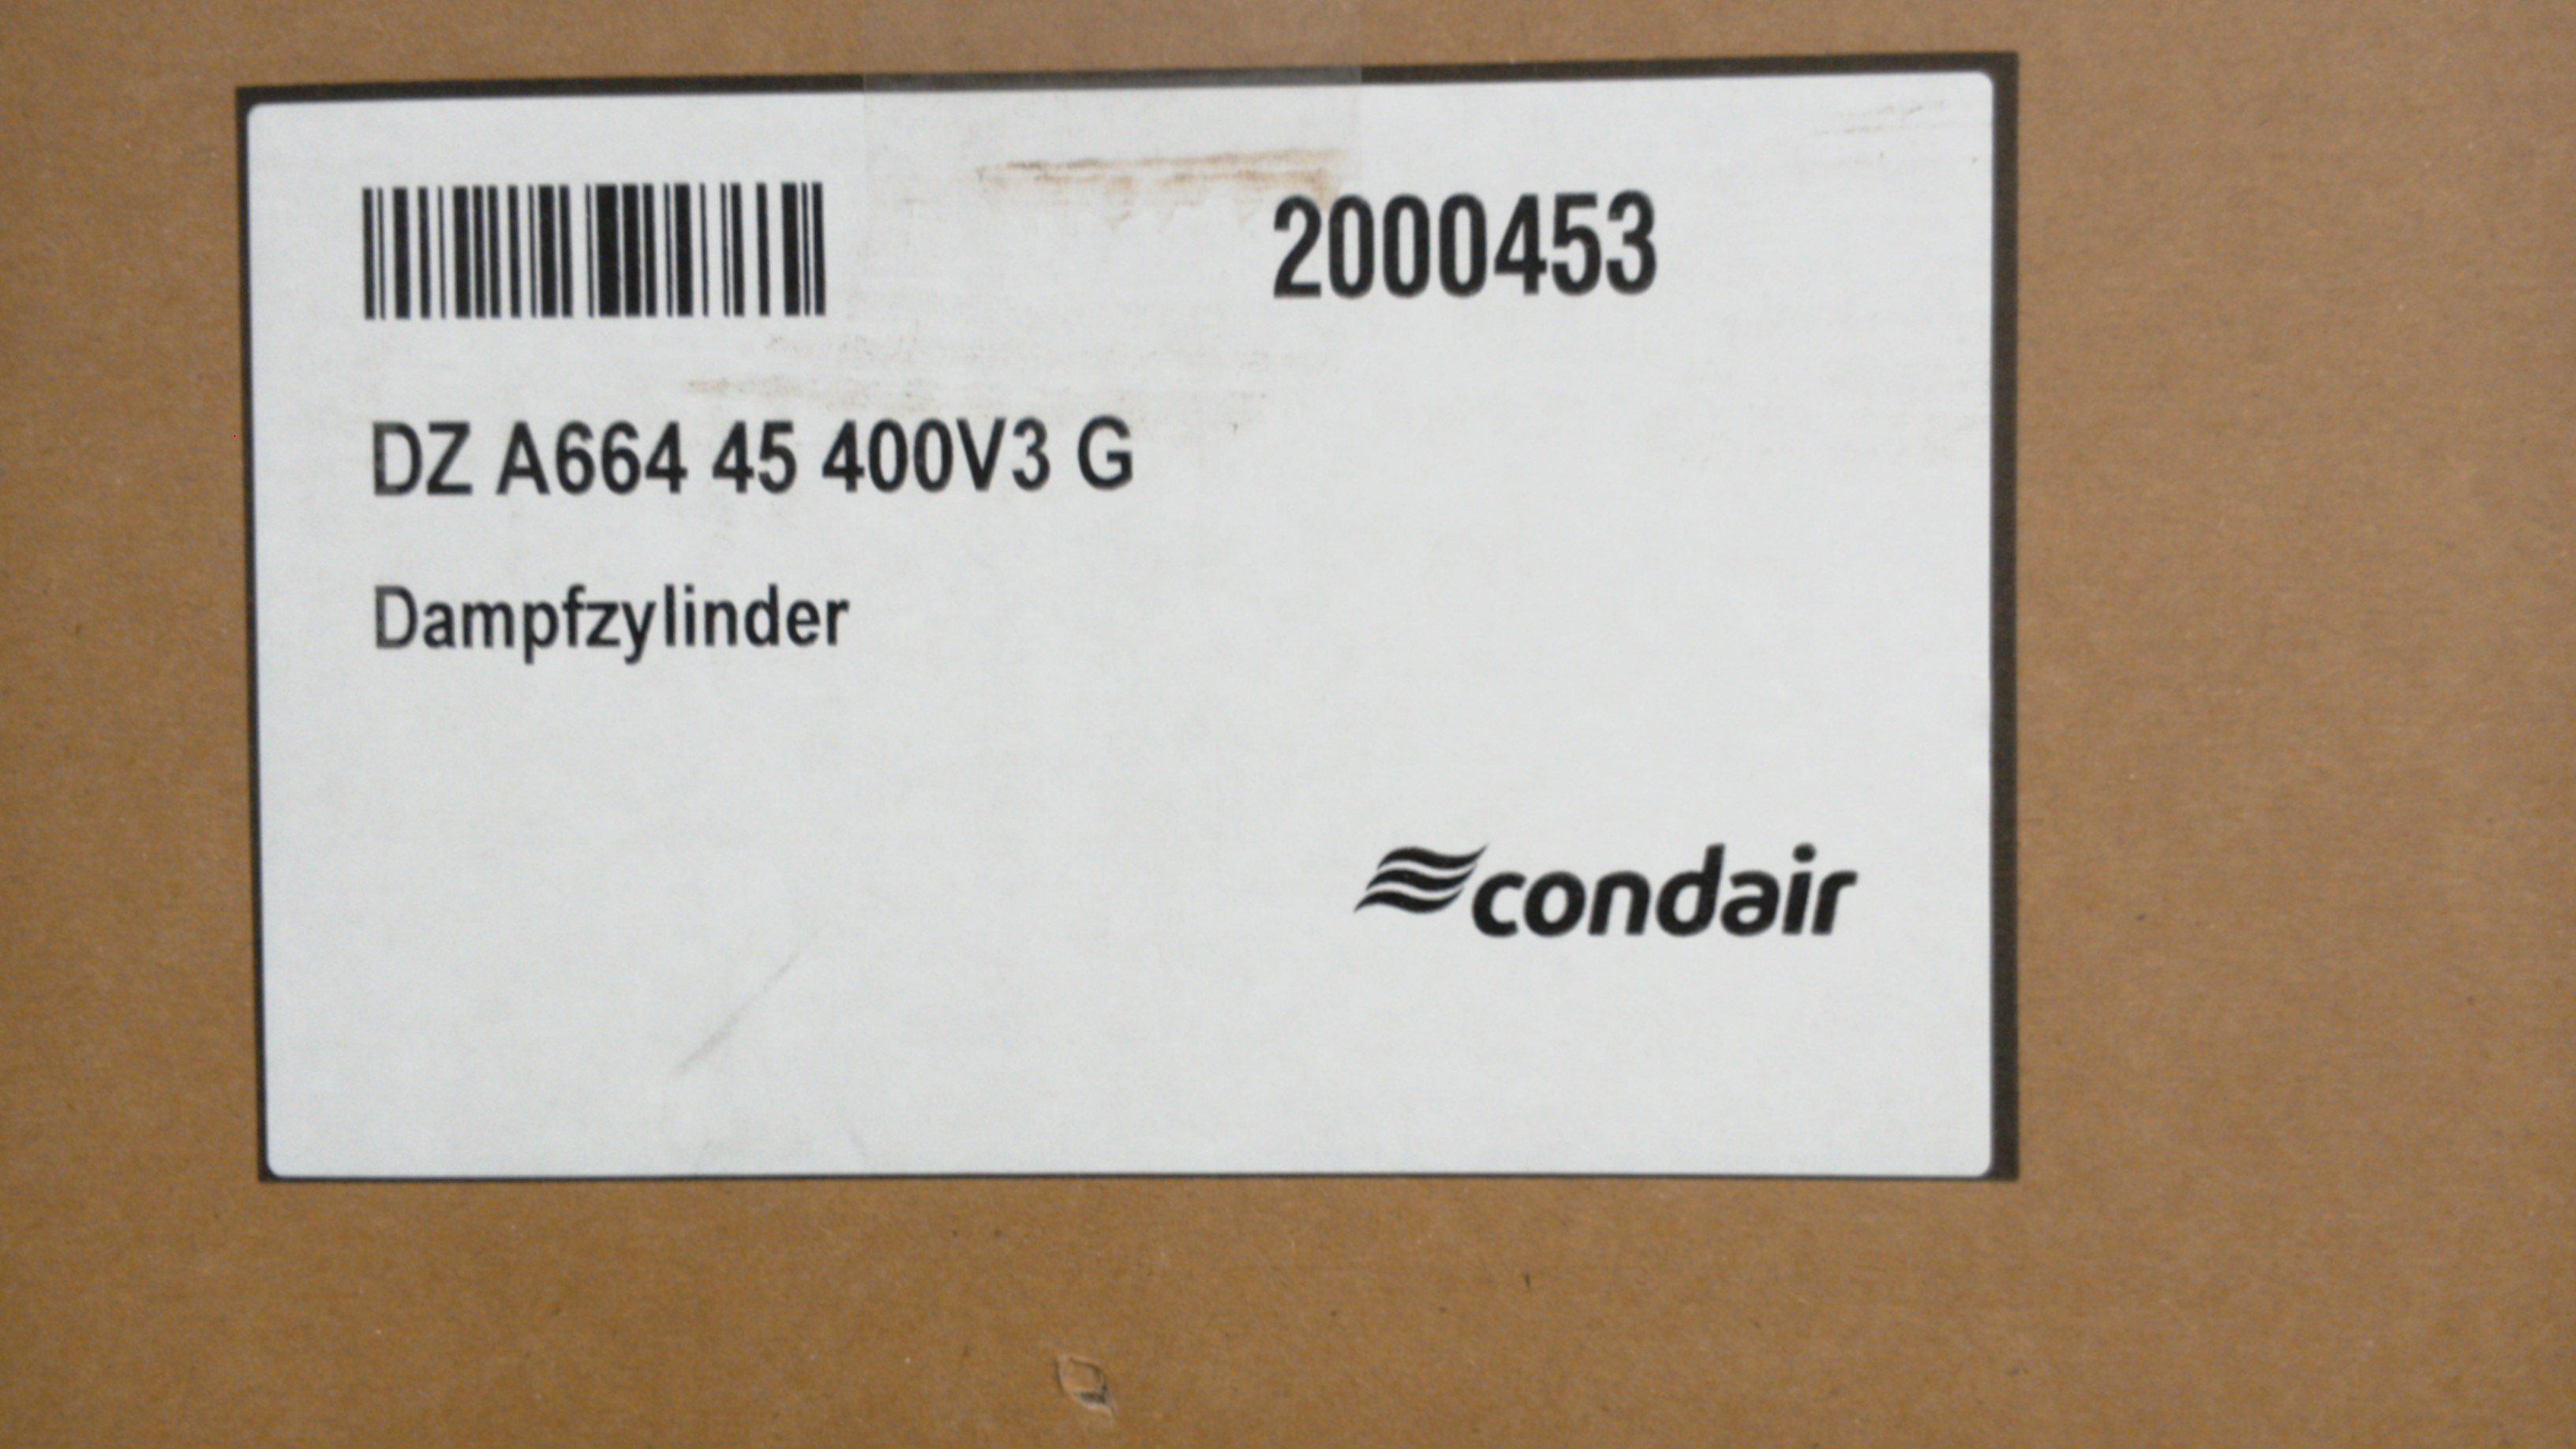 2000453
DZ A664 45 400V3 G
Dampfzylinder
condair